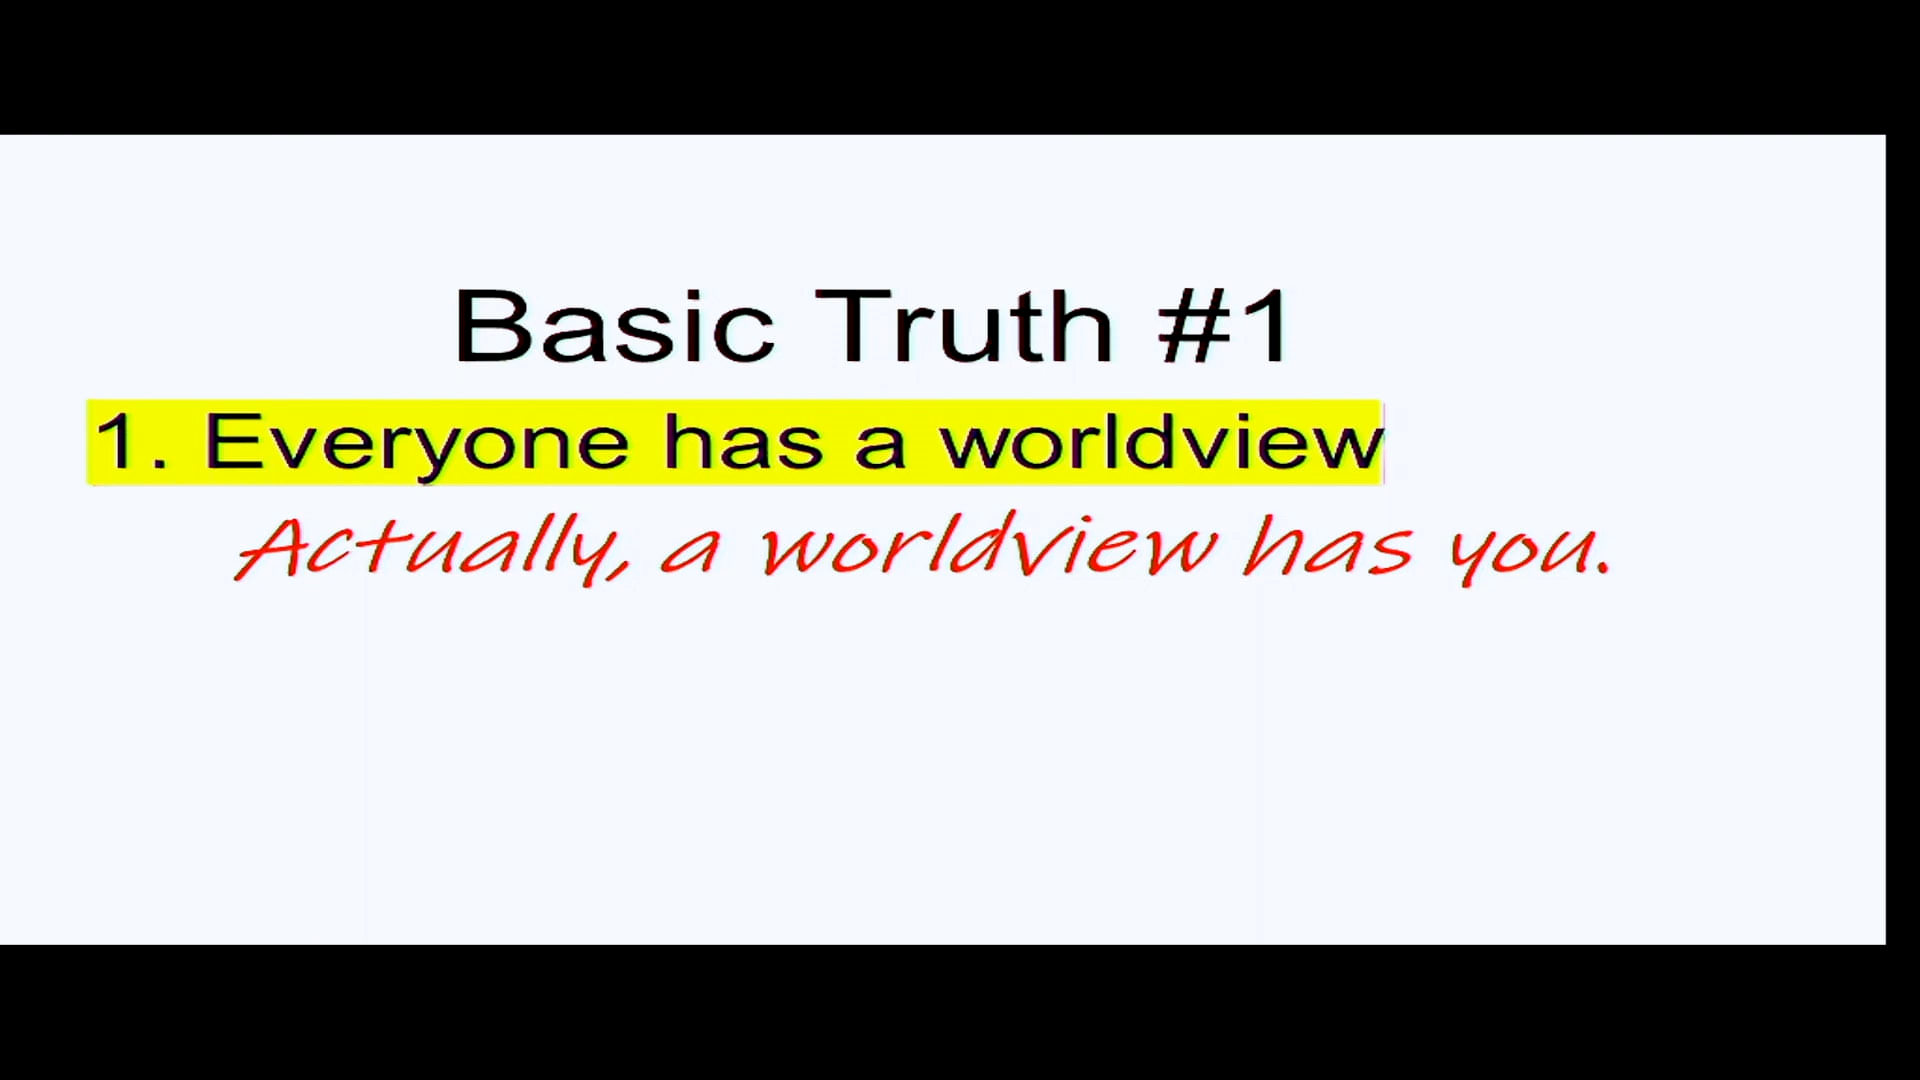 Basic Truth #1
1. Everyone has a worldview
Actually, a worldview has you.